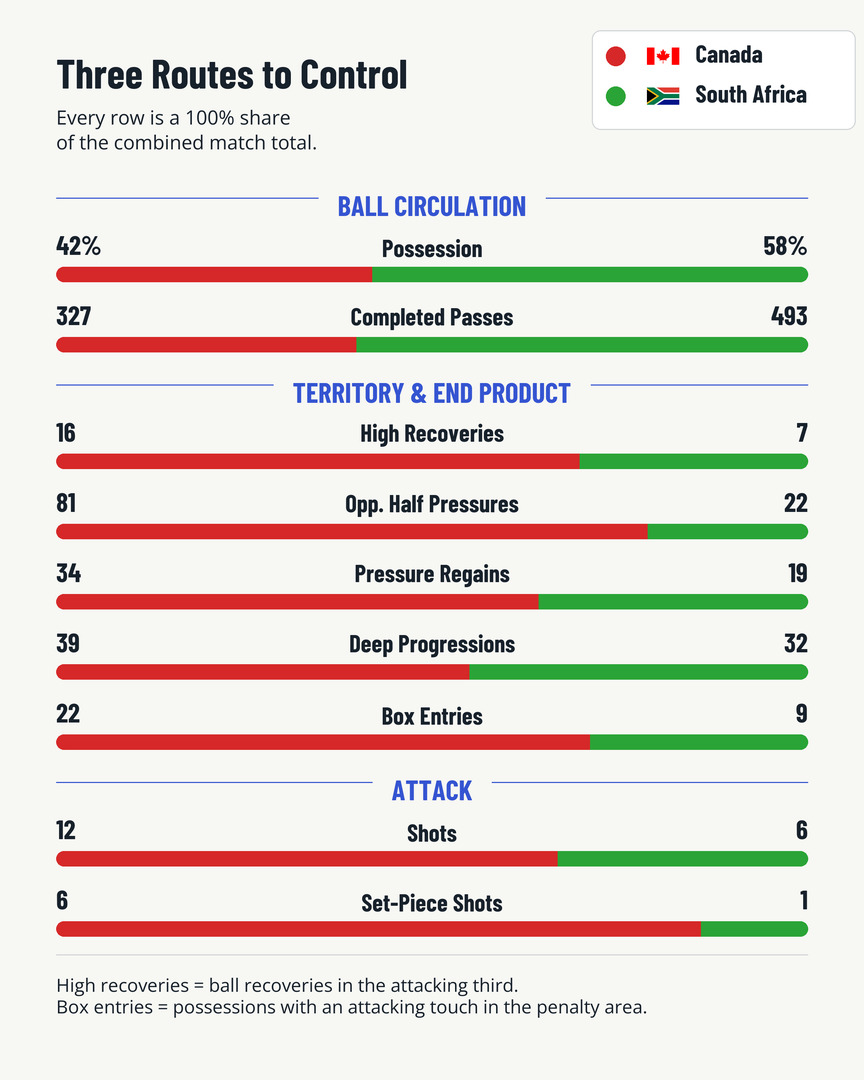 Three Routes to Control
Every row is a 100% share
of the combined match total.
Canada
South Africa
BALL CIRCULATION
42% Possession 58%
327 Completed Passes 493
TERRITORY & END PRODUCT
16 High Recoveries 7
81 Opp. Half Pressures 22
34 Pressure Regains 19
39 Deep Progressions 32
22 Box Entries 9
ATTACK
12 Shots 6
6 Set-Piece Shots 1
High recoveries = ball recoveries in the attacking third.
Box entries = possessions with an attacking touch in the penalty area.